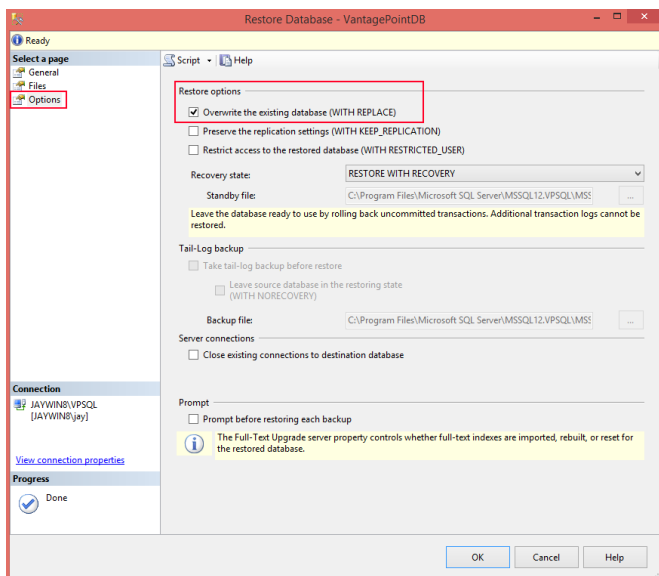 Restore Database - VantagePointDB
Ready
Select a page
General
Files
Options
Script
Help
Restore options
Overwrite the existing database (WITH REPLACE)
Preserve the replication settings (WITH KEEP_REPLICATION)
Restrict access to the restored database (WITH RESTRICTED_USER)
Recovery state:
RESTORE WITH RECOVERY
Standby file:
C:\Program Files\Microsoft SQL Server\MSSQL12.VPSQL\MSS
...
Leave the database ready to use by rolling back uncommitted transactions. Additional transaction logs cannot be
restored.
Tail-Log backup
Take tail-log backup before restore
Leave source database in the restoring state
(WITH NORECOVERY)
Backup file:
C:\Program Files\Microsoft SQL Server\MSSQL12.VPSQL\MSS
...
Server connections
Close existing connections to destination database
Connection
JAYWIN8\VPSQL
[JAYWIN8\jay]
View connection properties
Progress
Done
Prompt
Prompt before restoring each backup
The Full-Text Upgrade server property controls whether full-text indexes are imported, rebuilt, or reset for
the restored database.
OK
Cancel
Help